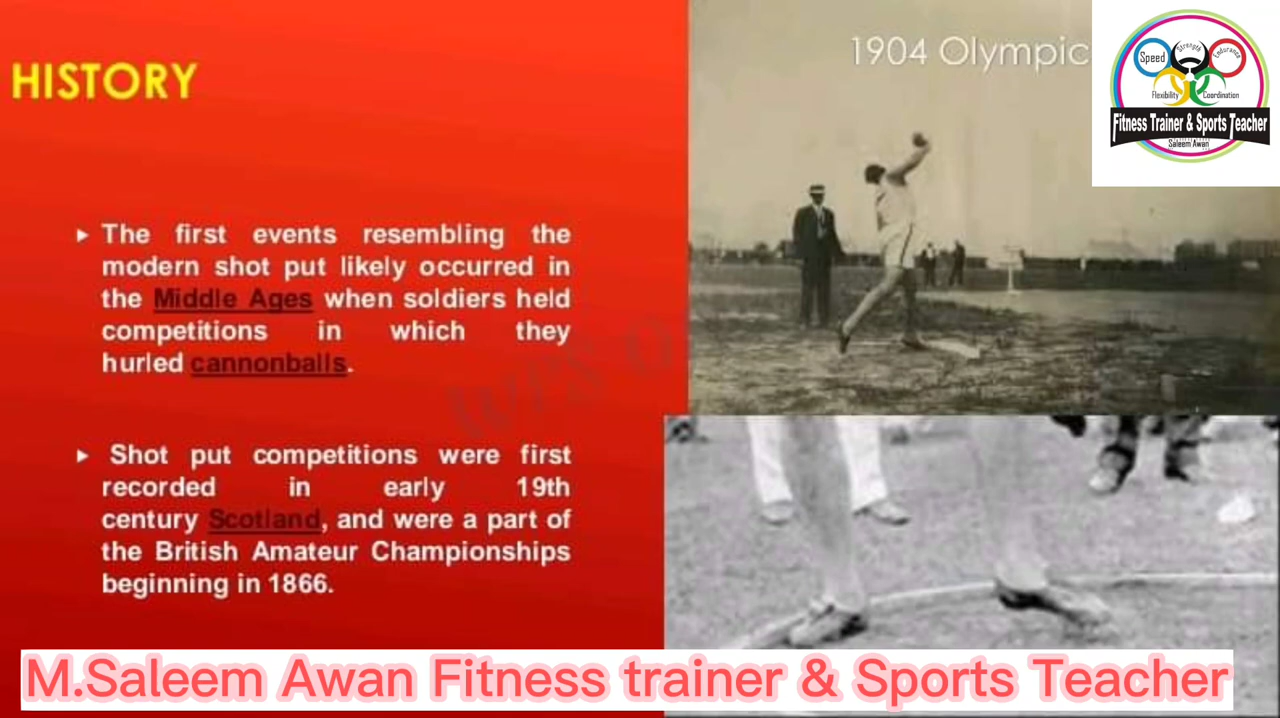 HISTORY
The first events resembling the
modern shot put likely occurred in
the Middle Ages when soldiers held
competitions in which they
hurled cannonballs.
Shot put competitions were first
recorded in early 19th
century Scotland, and were a part of
the British Amateur Championships
beginning in 1866.
1904 Olympic
Speed
Strength
Endurance
Flexibility
Coordination
Fitness Trainer & Sports Teacher
Saleem Awan
M.Saleem Awan Fitness trainer & Sports Teacher